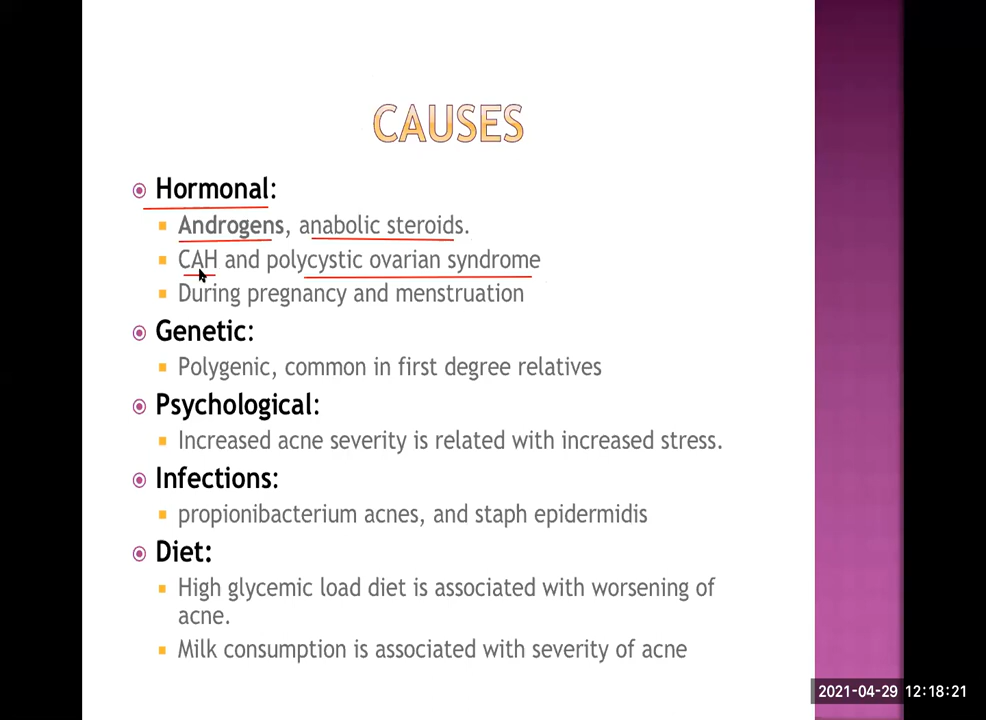 CAUSES
Hormonal:
Androgens, anabolic steroids.
CAH and polycystic ovarian syndrome
During pregnancy and menstruation
Genetic:
Polygenic, common in first degree relatives
Psychological:
Increased acne severity is related with increased stress.
Infections:
propionibacterium acnes, and staph epidermidis
Diet:
High glycemic load diet is associated with worsening of
acne.
Milk consumption is associated with severity of acne
2021-04-29 12:18:21